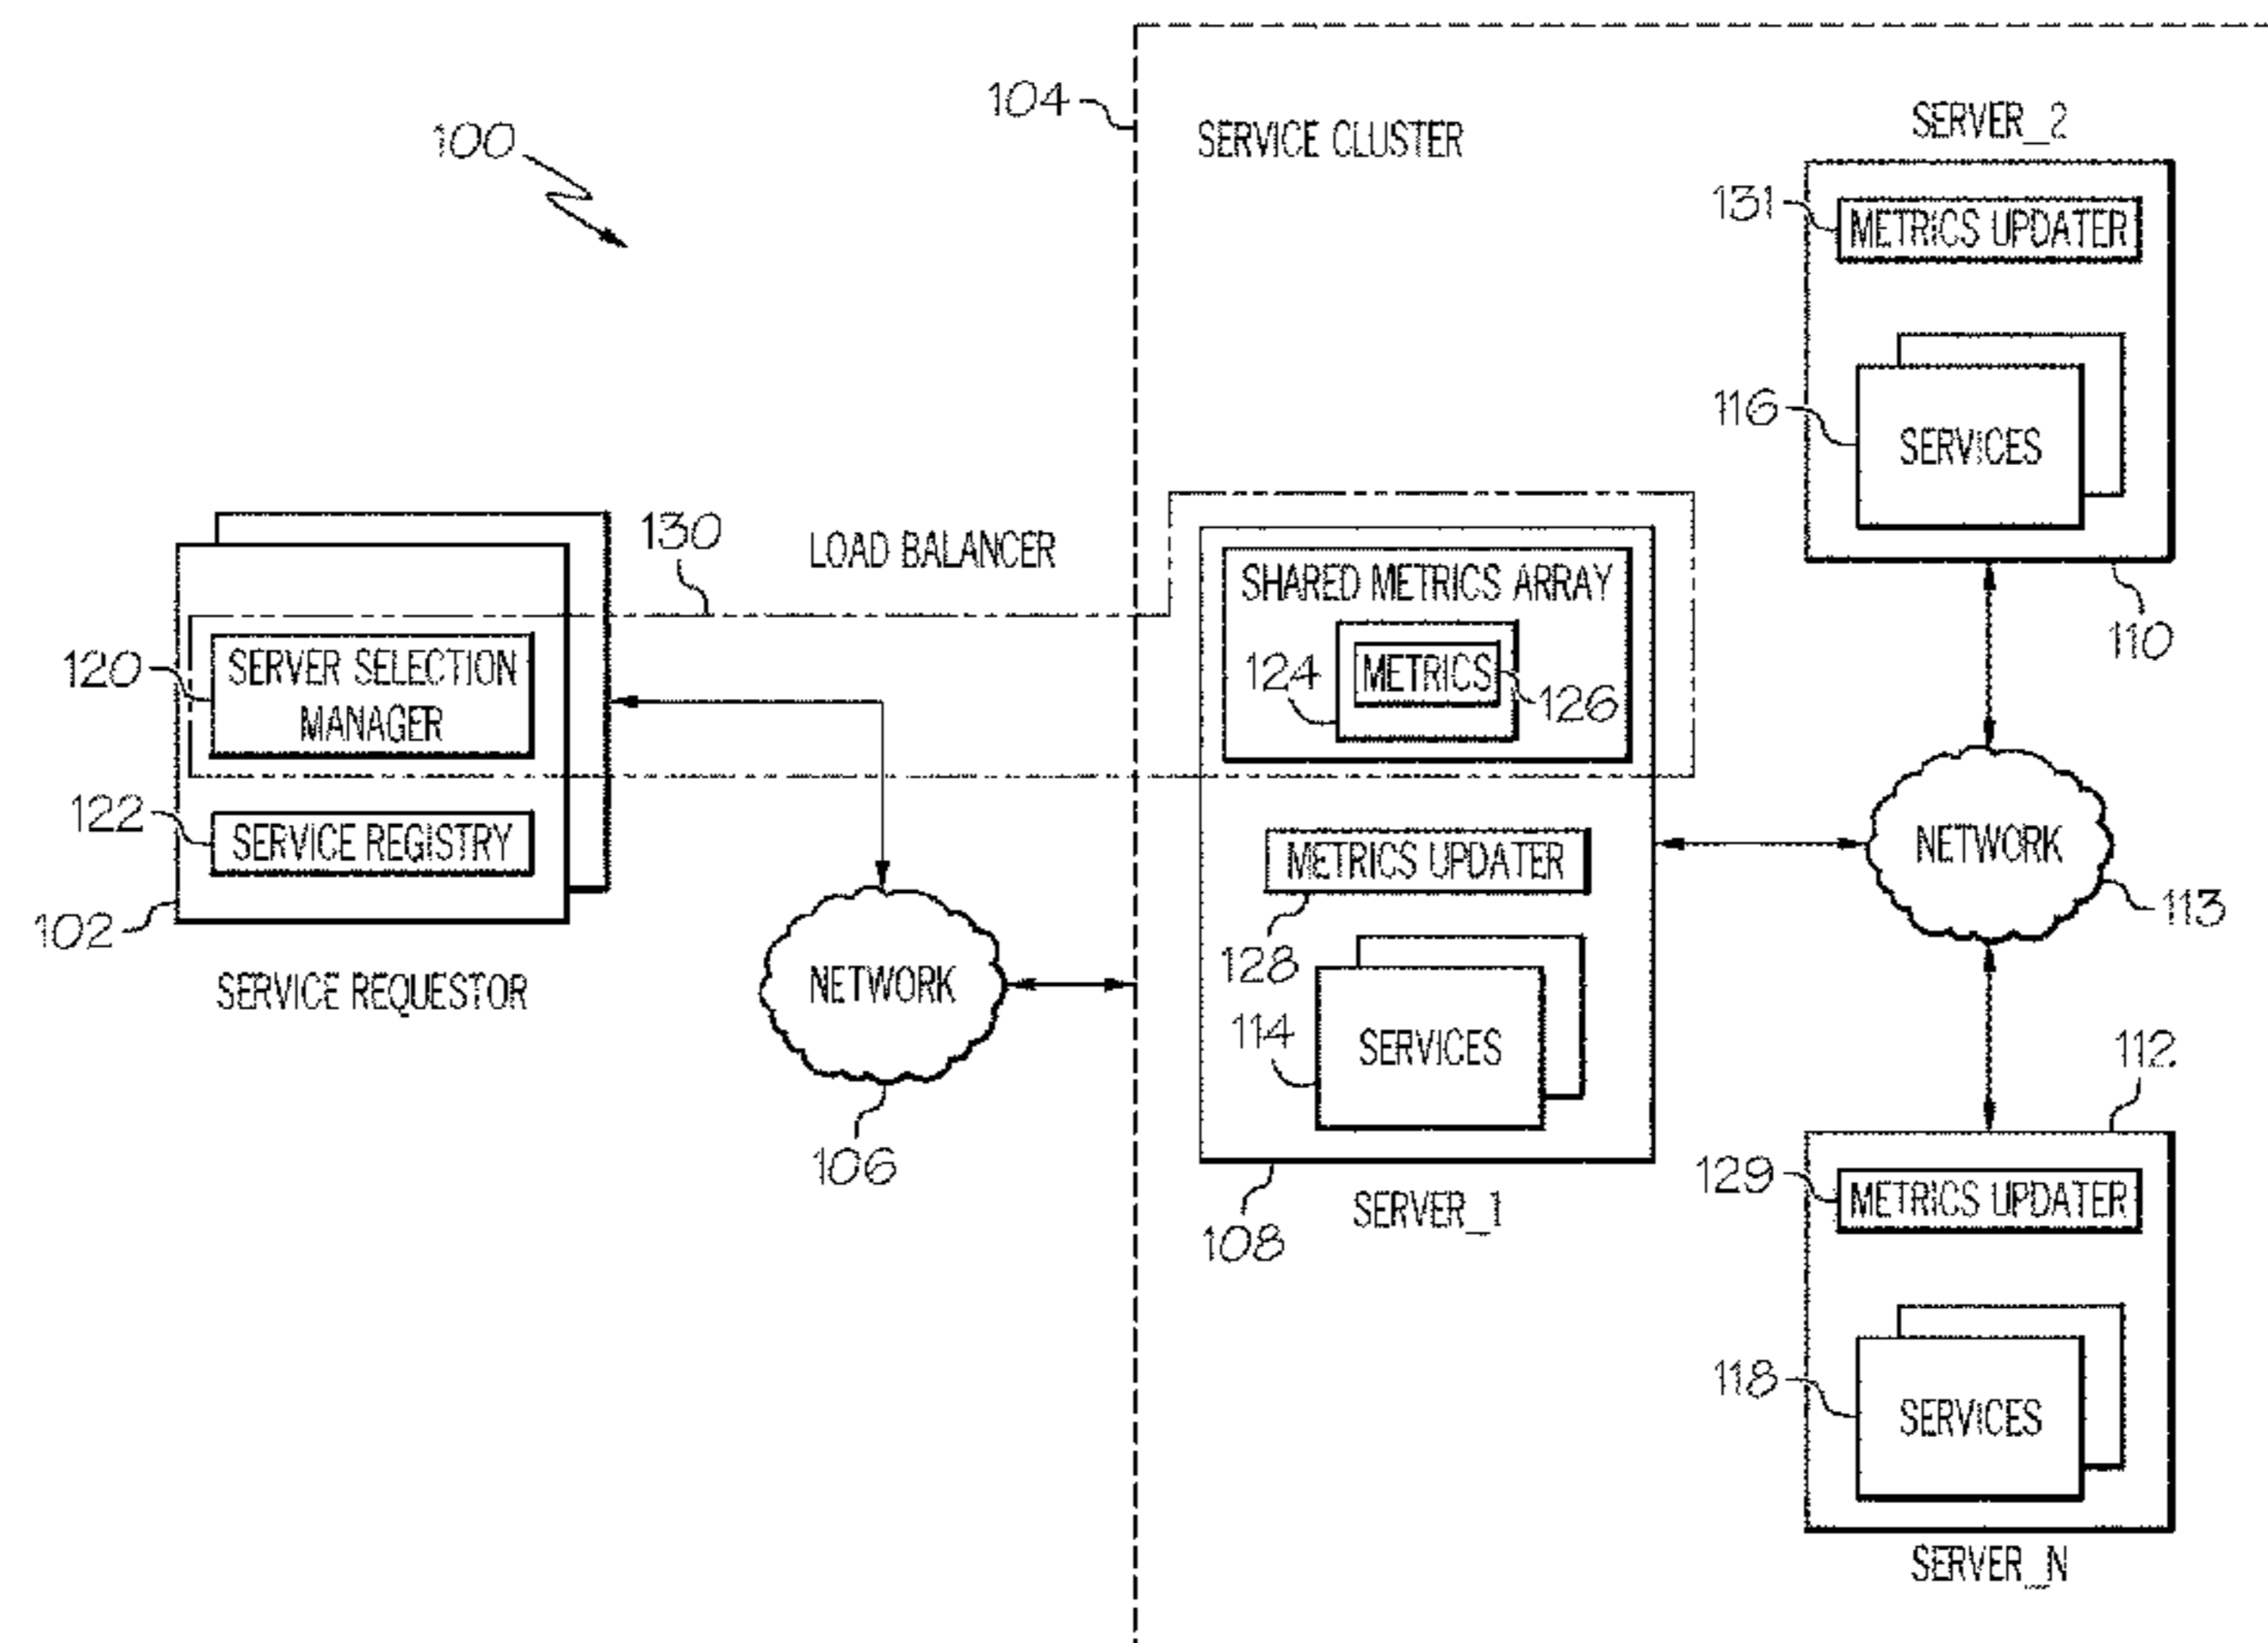 100
104
SERVICE CLUSTER
SERVER_2
131
METRICS UPDATER
116
SERVICES
110
130
LOAD BALANCER
SHARED METRICS ARRAY
124
METRICS
126
120
SERVER SELECTION
MANAGER
122
SERVICE REGISTRY
102
SERVICE REQUESTOR
NETWORK
106
METRICS UPDATER
128
114
SERVICES
108
SERVER_1
NETWORK
113
112
129
METRICS UPDATER
118
SERVICES
SERVER_N